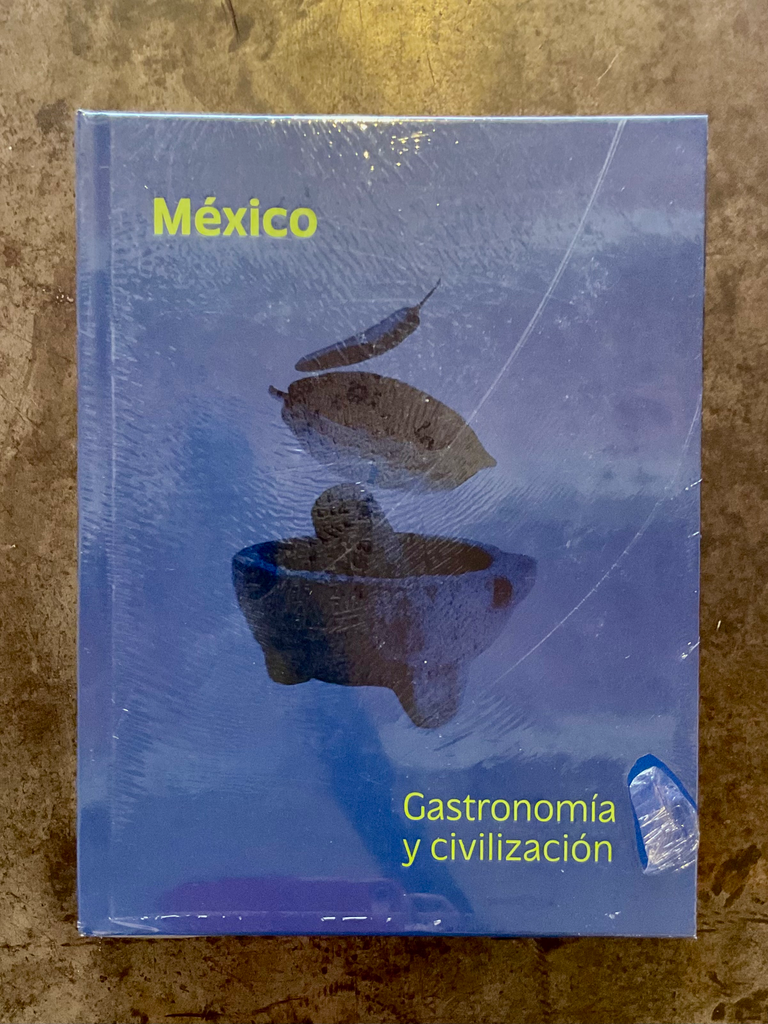 México
Gastronomía
y civilización